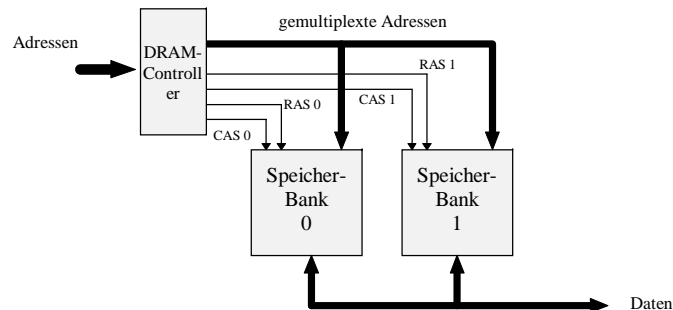 gemultiplexte Adressen
Adressen
DRAM-
Controll
er
RAS 1
RAS 0
CAS 1
CAS 0
Speicher-
Bank
0
Speicher-
Bank
1
Daten